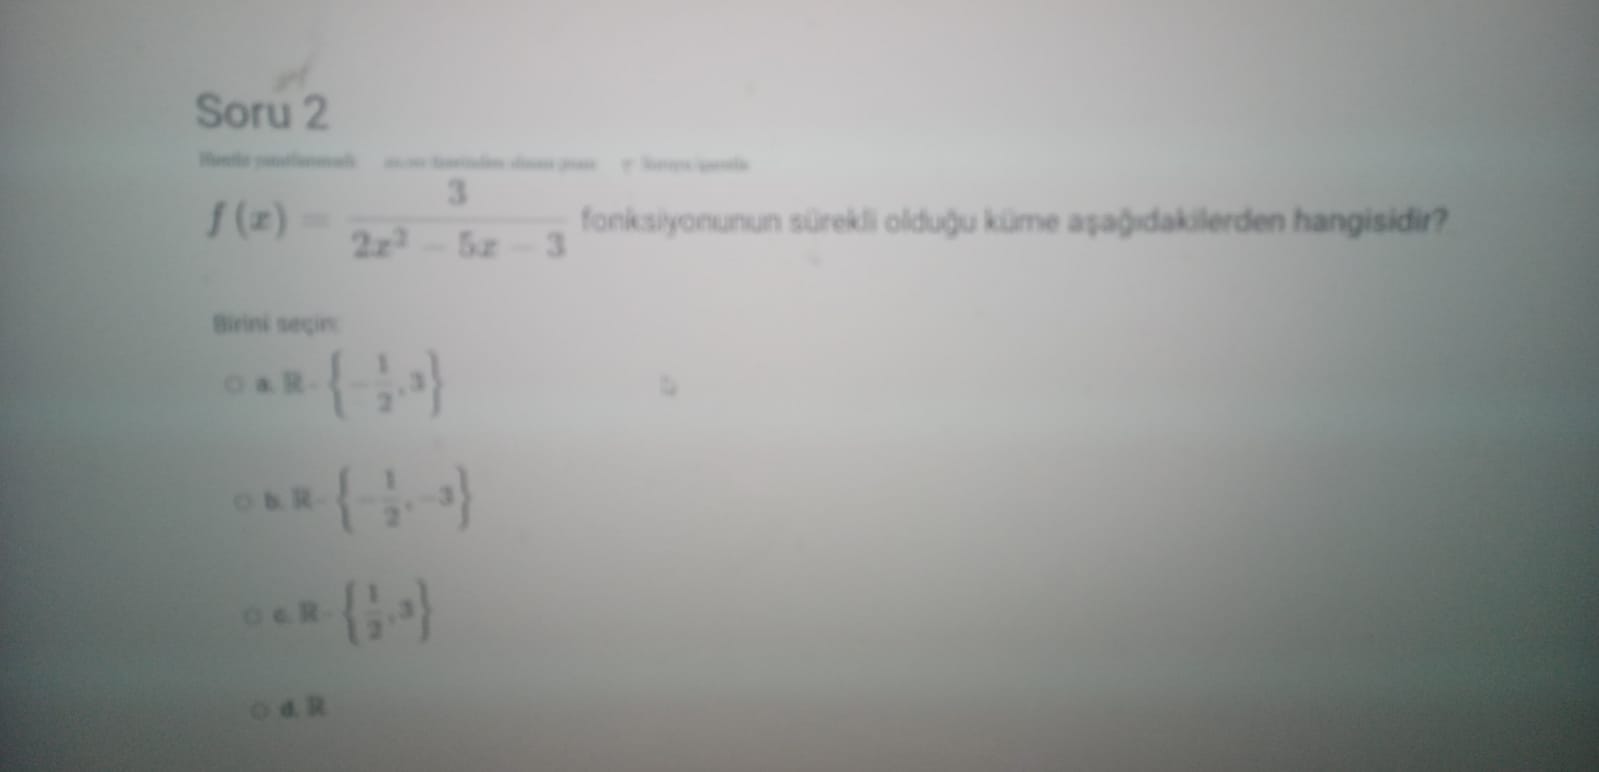 Soru 2
f(x) = 3 / (2x² − 5x − 3) fonksiyonunun sürekli olduğu küme aşağıdakilerden hangisidir?
Birini seçin:
a. ℝ - {−1/2, 3}
b. ℝ - {−1/2, −3}
c. ℝ - {1/2, 3}
d. ℝ